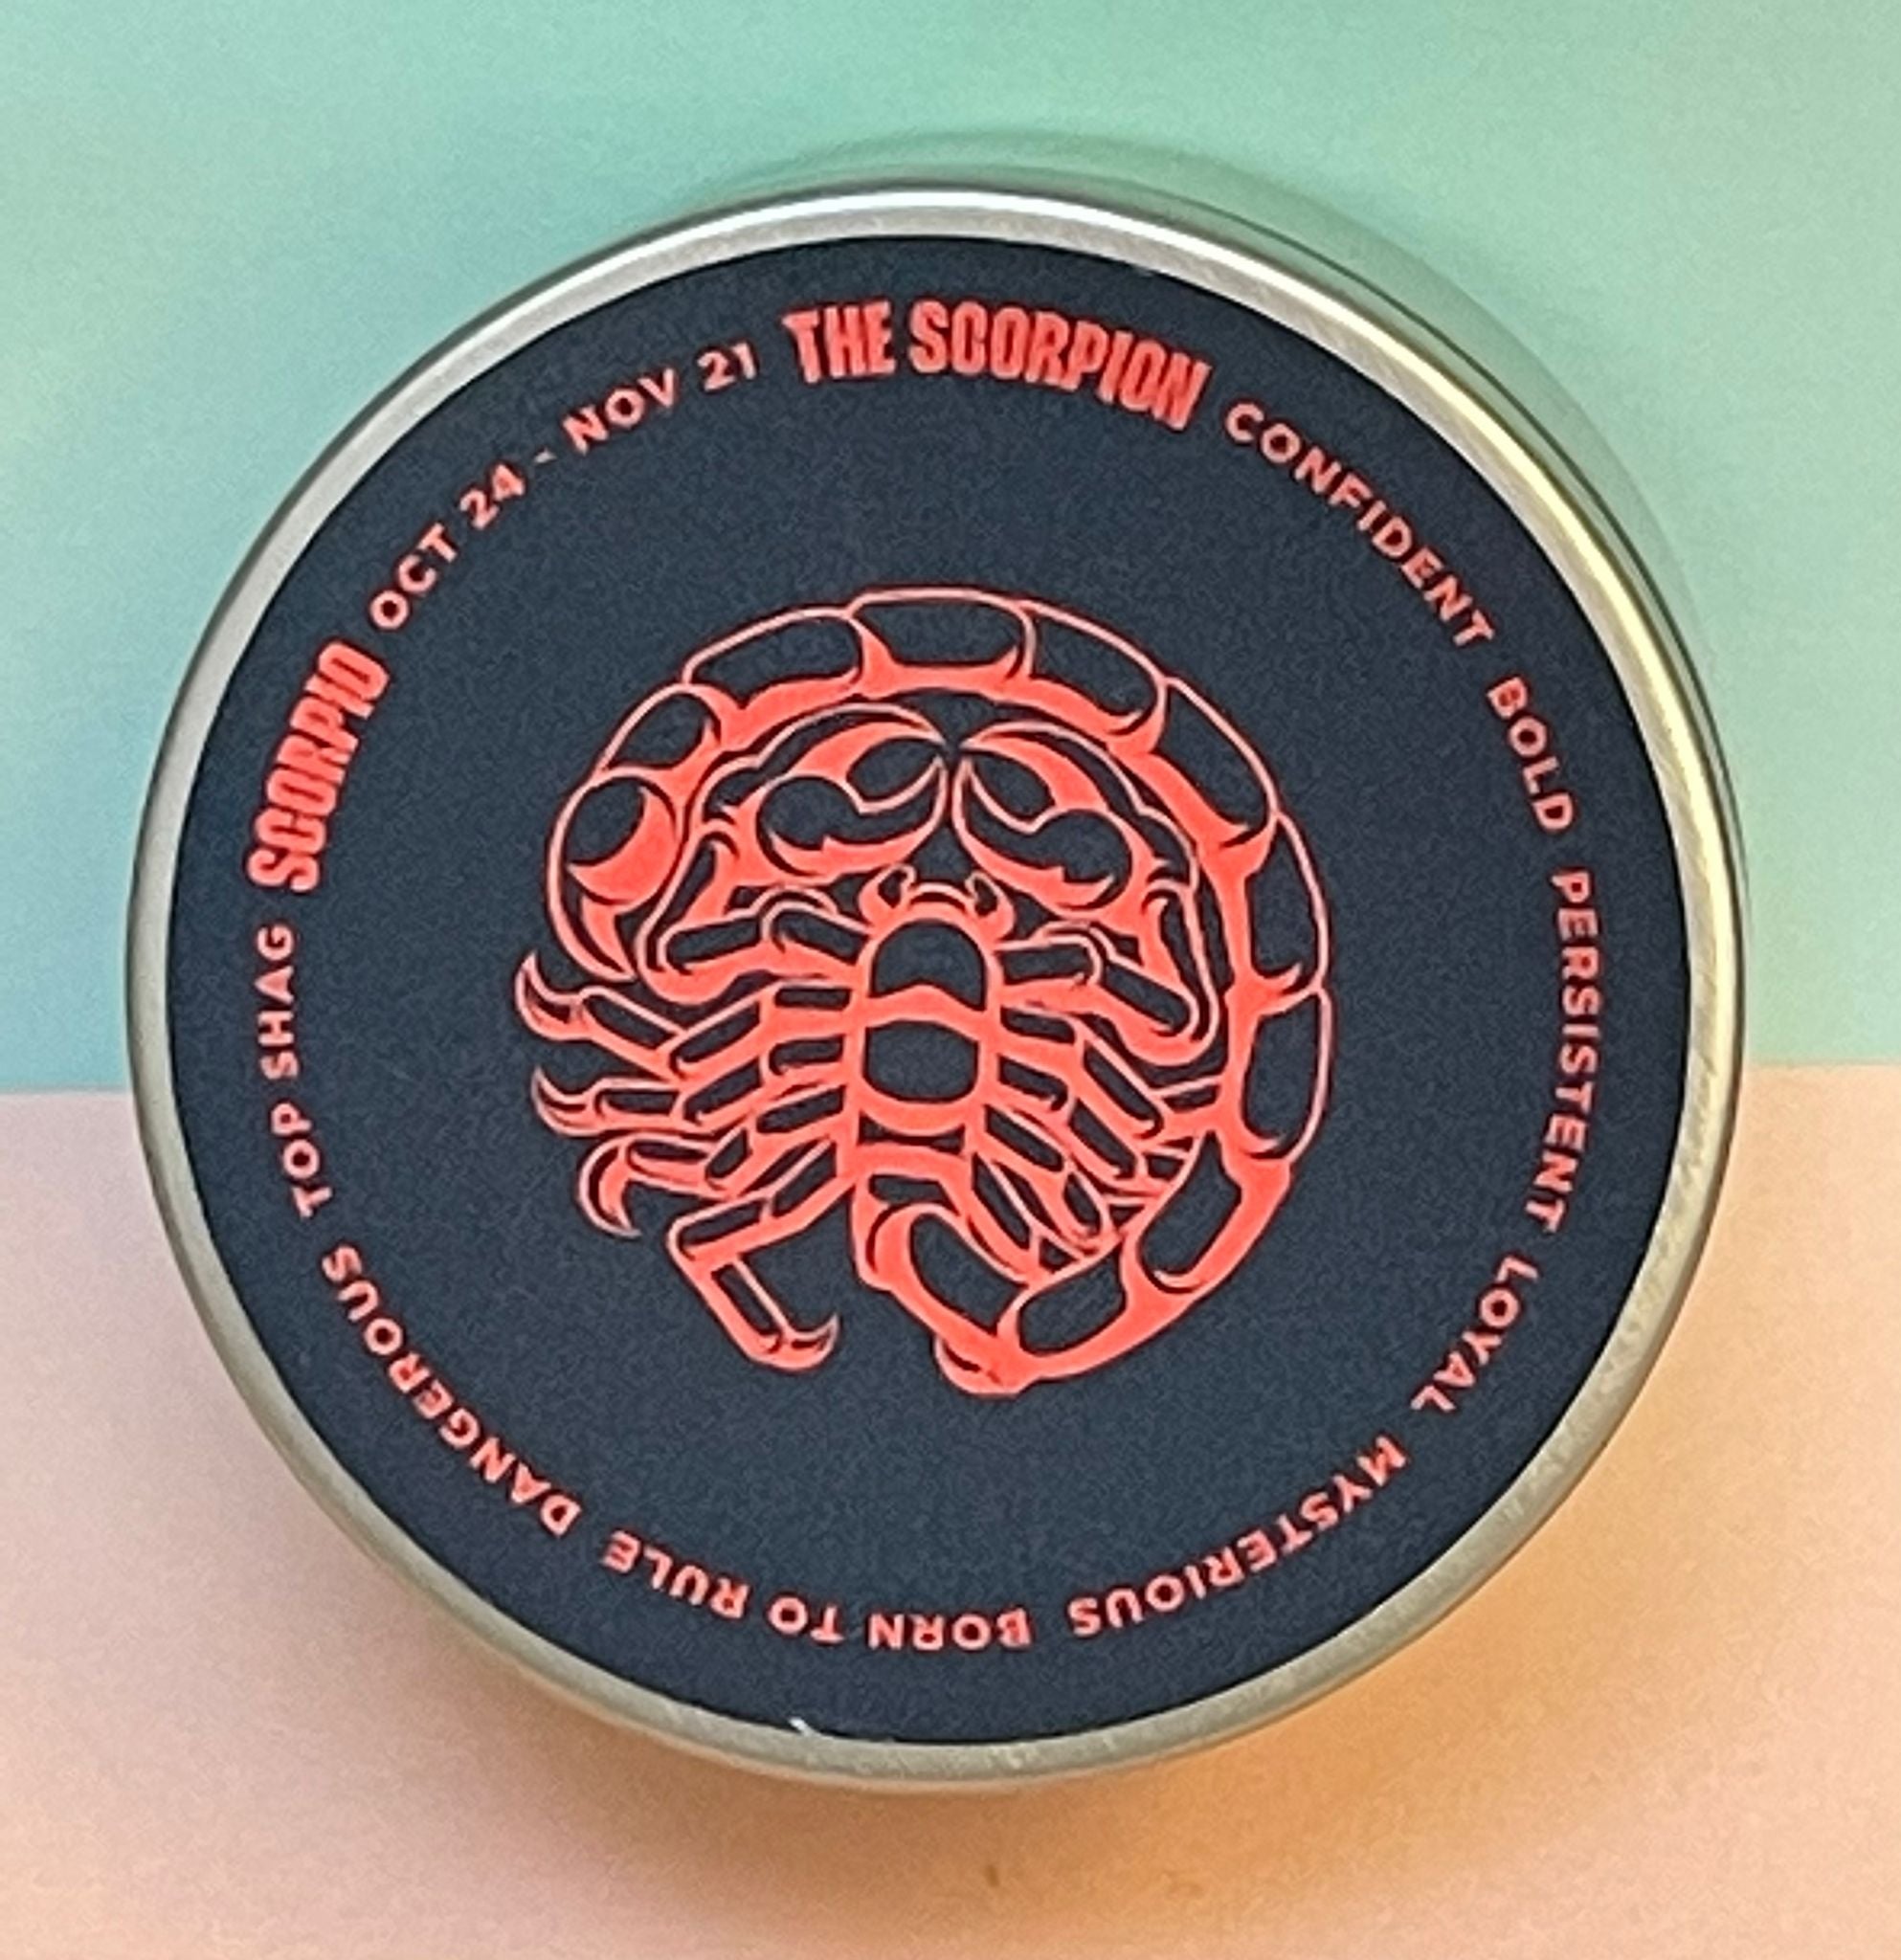 SCORPIO OCT 24 - NOV 21 THE SCORPION CONFIDENT BOLD PERSISTENT LOYAL MYSTERIOUS BORN TO RULE DANGEROUS TOP SHAG